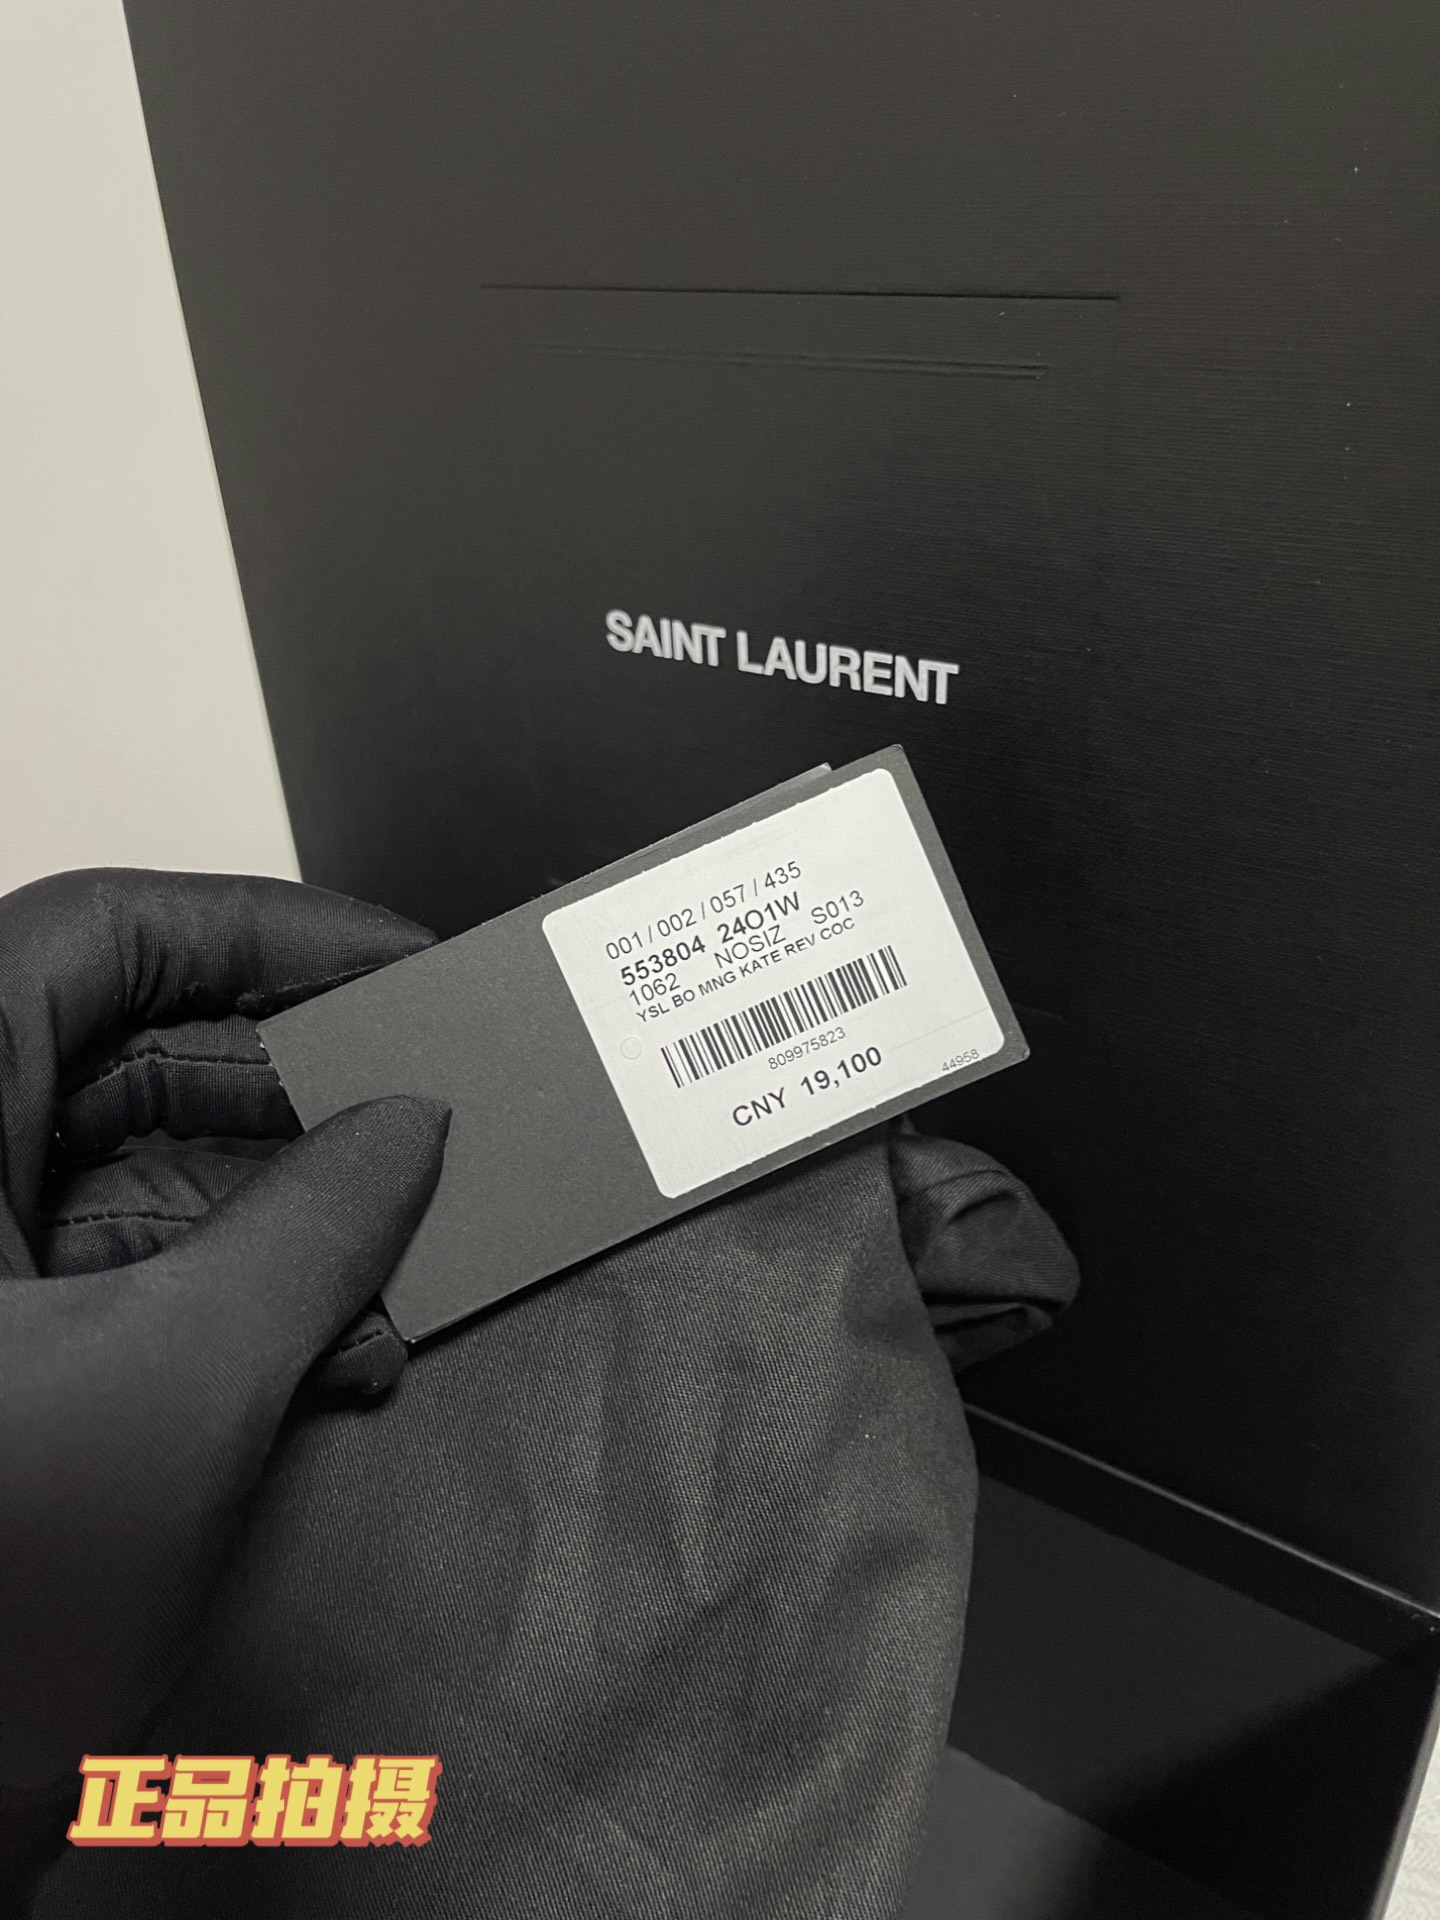 SAINT LAURENT
001 / 002 / 057 / 435
553804 24O1W
1062 NOSIZ S013
YSL BO MNG KATE REV COC
809975823
CNY 19,100
44958
正品拍摄